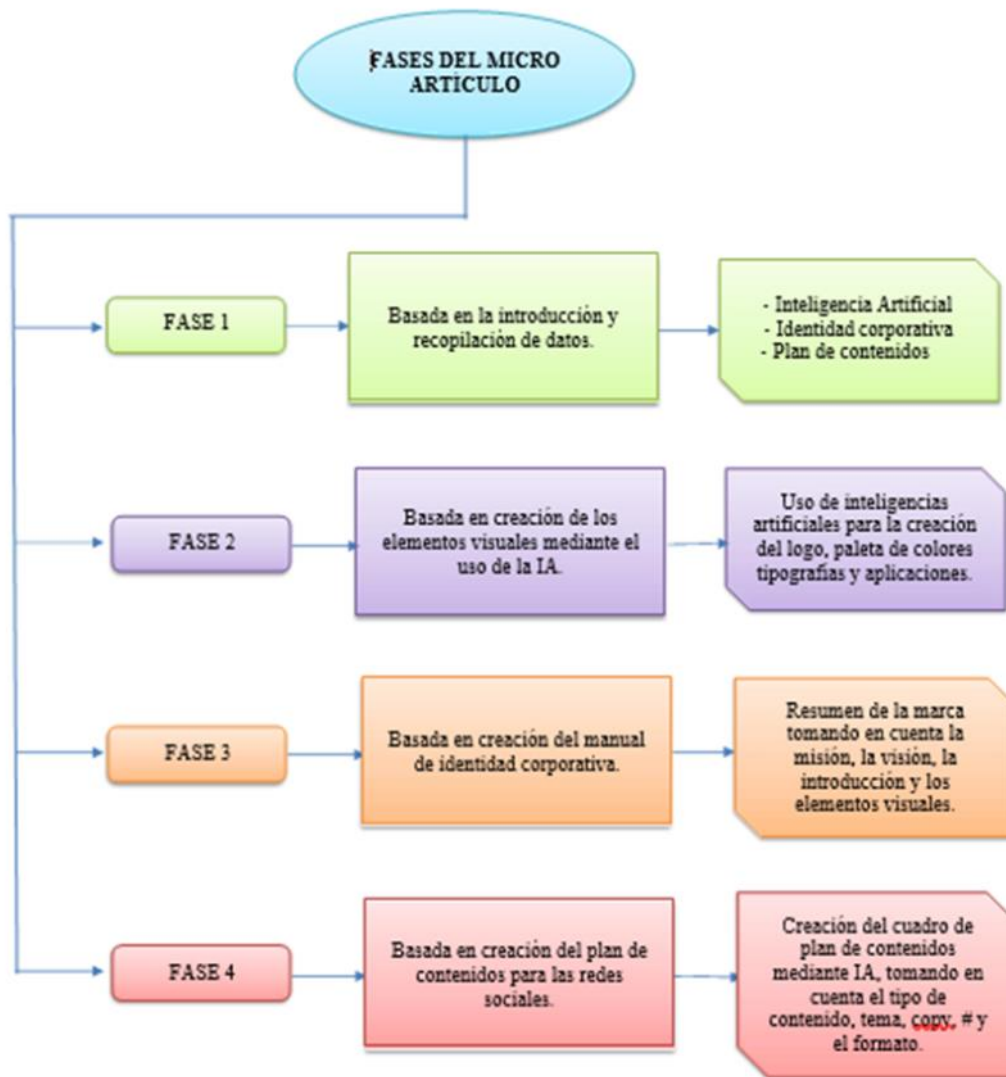 FASES DEL MICRO
ARTÍCULO
FASE 1
Basada en la introducción y
recopilación de datos.
- Inteligencia Artificial
- Identidad corporativa
- Plan de contenidos
FASE 2
Basada en creación de los
elementos visuales mediante el
uso de la IA.
Uso de inteligencias
artificiales para la creación
del logo, paleta de colores
tipografías y aplicaciones.
FASE 3
Basada en creación del manual
de identidad corporativa.
Resumen de la marca
tomando en cuenta la
misión, la visión, la
introducción y los
elementos visuales.
FASE 4
Basada en creación del plan de
contenidos para las redes
sociales.
Creación del cuadro de
plan de contenidos
mediante IA, tomando en
cuenta el tipo de
contenido, tema, copy, # y
el formato.